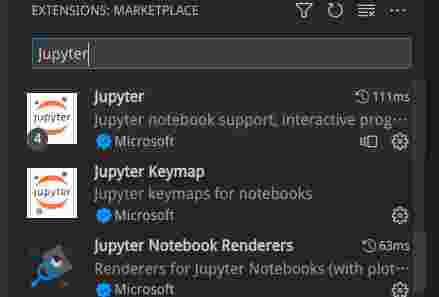 EXTENSIONS: MARKETPLACE
Jupyter
Jupyter
111ms
Jupyter notebook support, interactive prog···
Microsoft
jupyter
4
Jupyter Keymap
Jupyter keymaps for notebooks
Microsoft
jupyter
Jupyter Notebook Renderers
63ms
Renderers for Jupyter Notebooks (with plot···
Microsoft